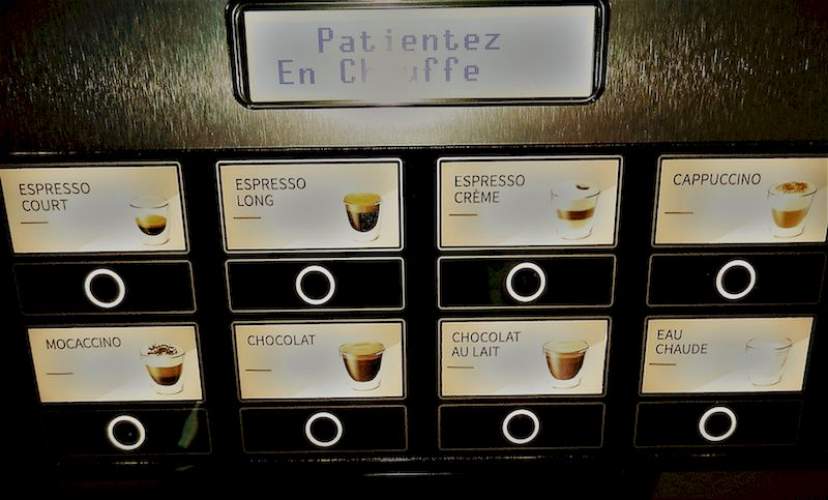 Patientez
En Chauffe
ESPRESSO
COURT
ESPRESSO
LONG
ESPRESSO
CRÈME
CAPPUCCINO
MOCACCINO
CHOCOLAT
CHOCOLAT
AU LAIT
EAU
CHAUDE